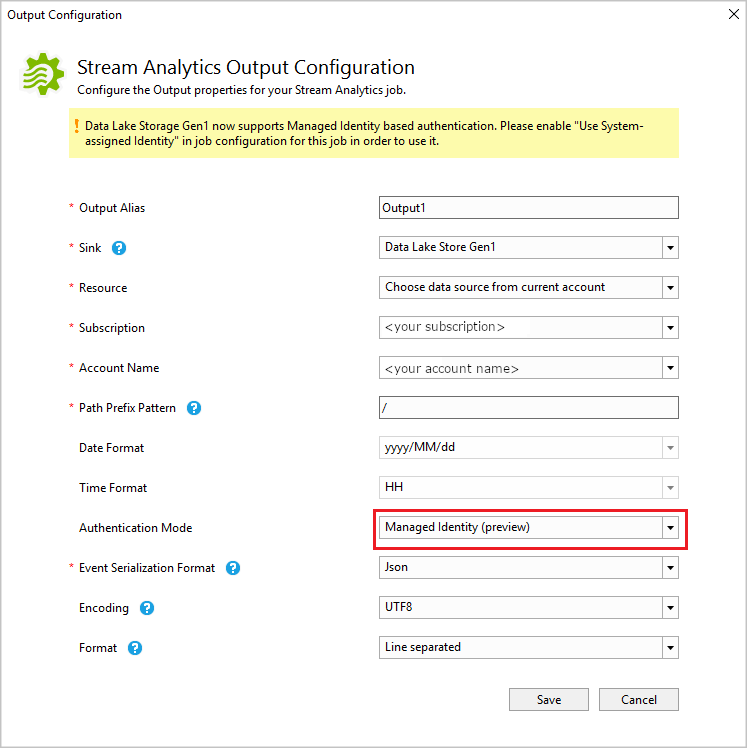 Output Configuration
Stream Analytics Output Configuration
Configure the Output properties for your Stream Analytics job.
! Data Lake Storage Gen1 now supports Managed Identity based authentication. Please enable "Use System-
assigned Identity" in job configuration for this job in order to use it.
* Output Alias Output1
* Sink ? Data Lake Store Gen1
* Resource Choose data source from current account
* Subscription <your subscription>
* Account Name <your account name>
* Path Prefix Pattern ? /
Date Format yyyy/MM/dd
Time Format HH
Authentication Mode Managed Identity (preview)
* Event Serialization Format ? Json
Encoding ? UTF8
Format ? Line separated
Save Cancel